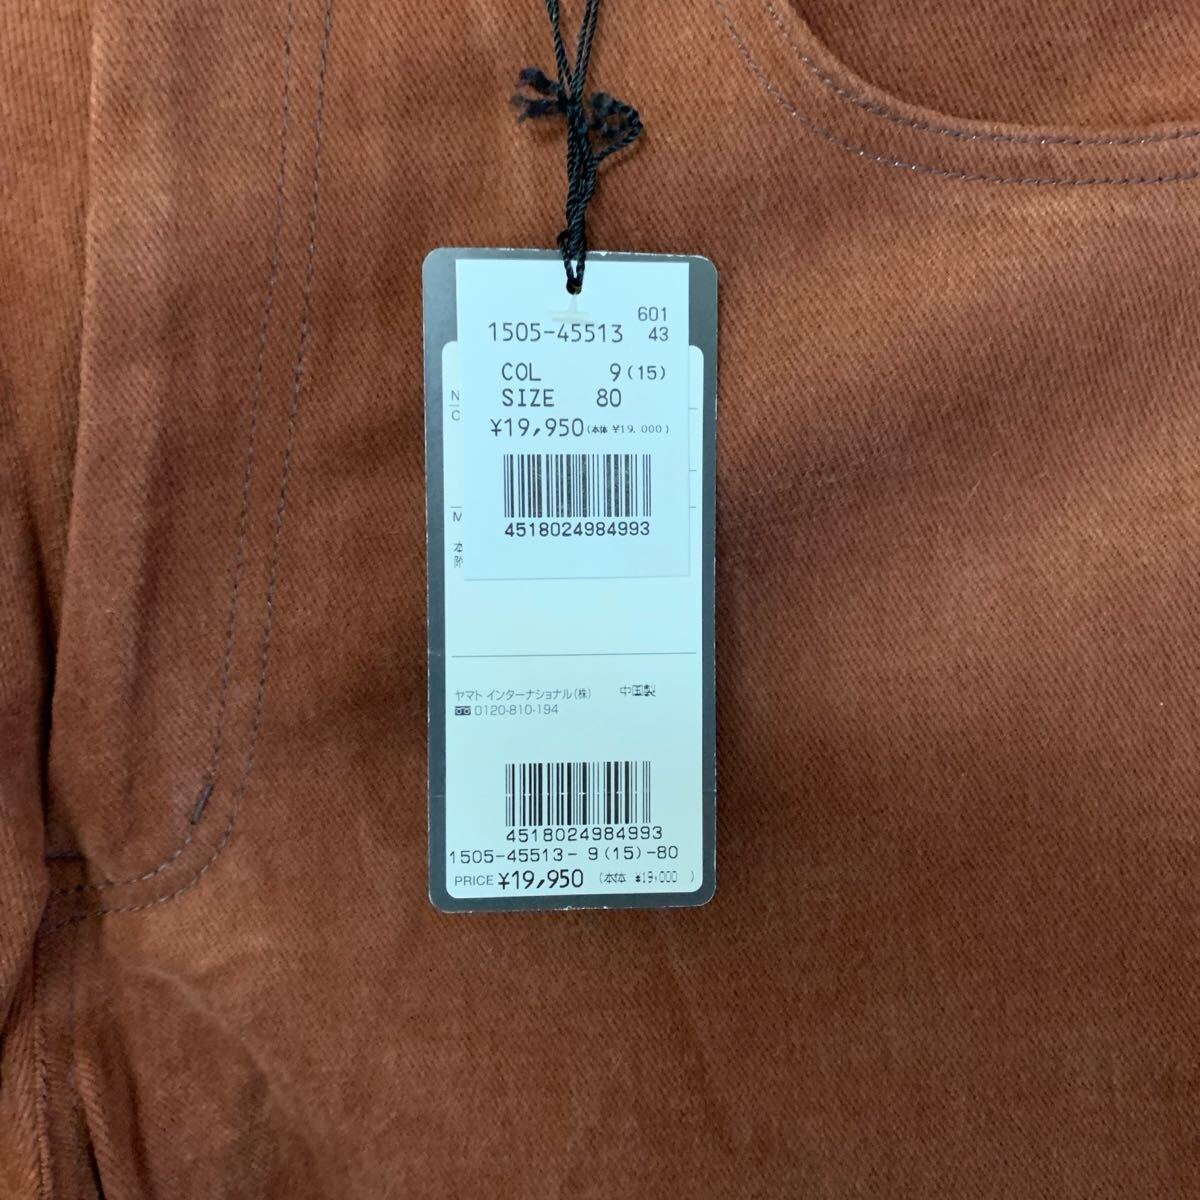 601
1505-45513 43
COL 9(15)
SIZE 80
¥19,950(本体 ¥19,000)
4518024984993
N
C
M
本
除
ヤマト インターナショナル(株) 中国製
0120-810-194
4518024984993
1505-45513- 9(15)-80
PRICE ¥19,950 (本体 ¥19,000 )